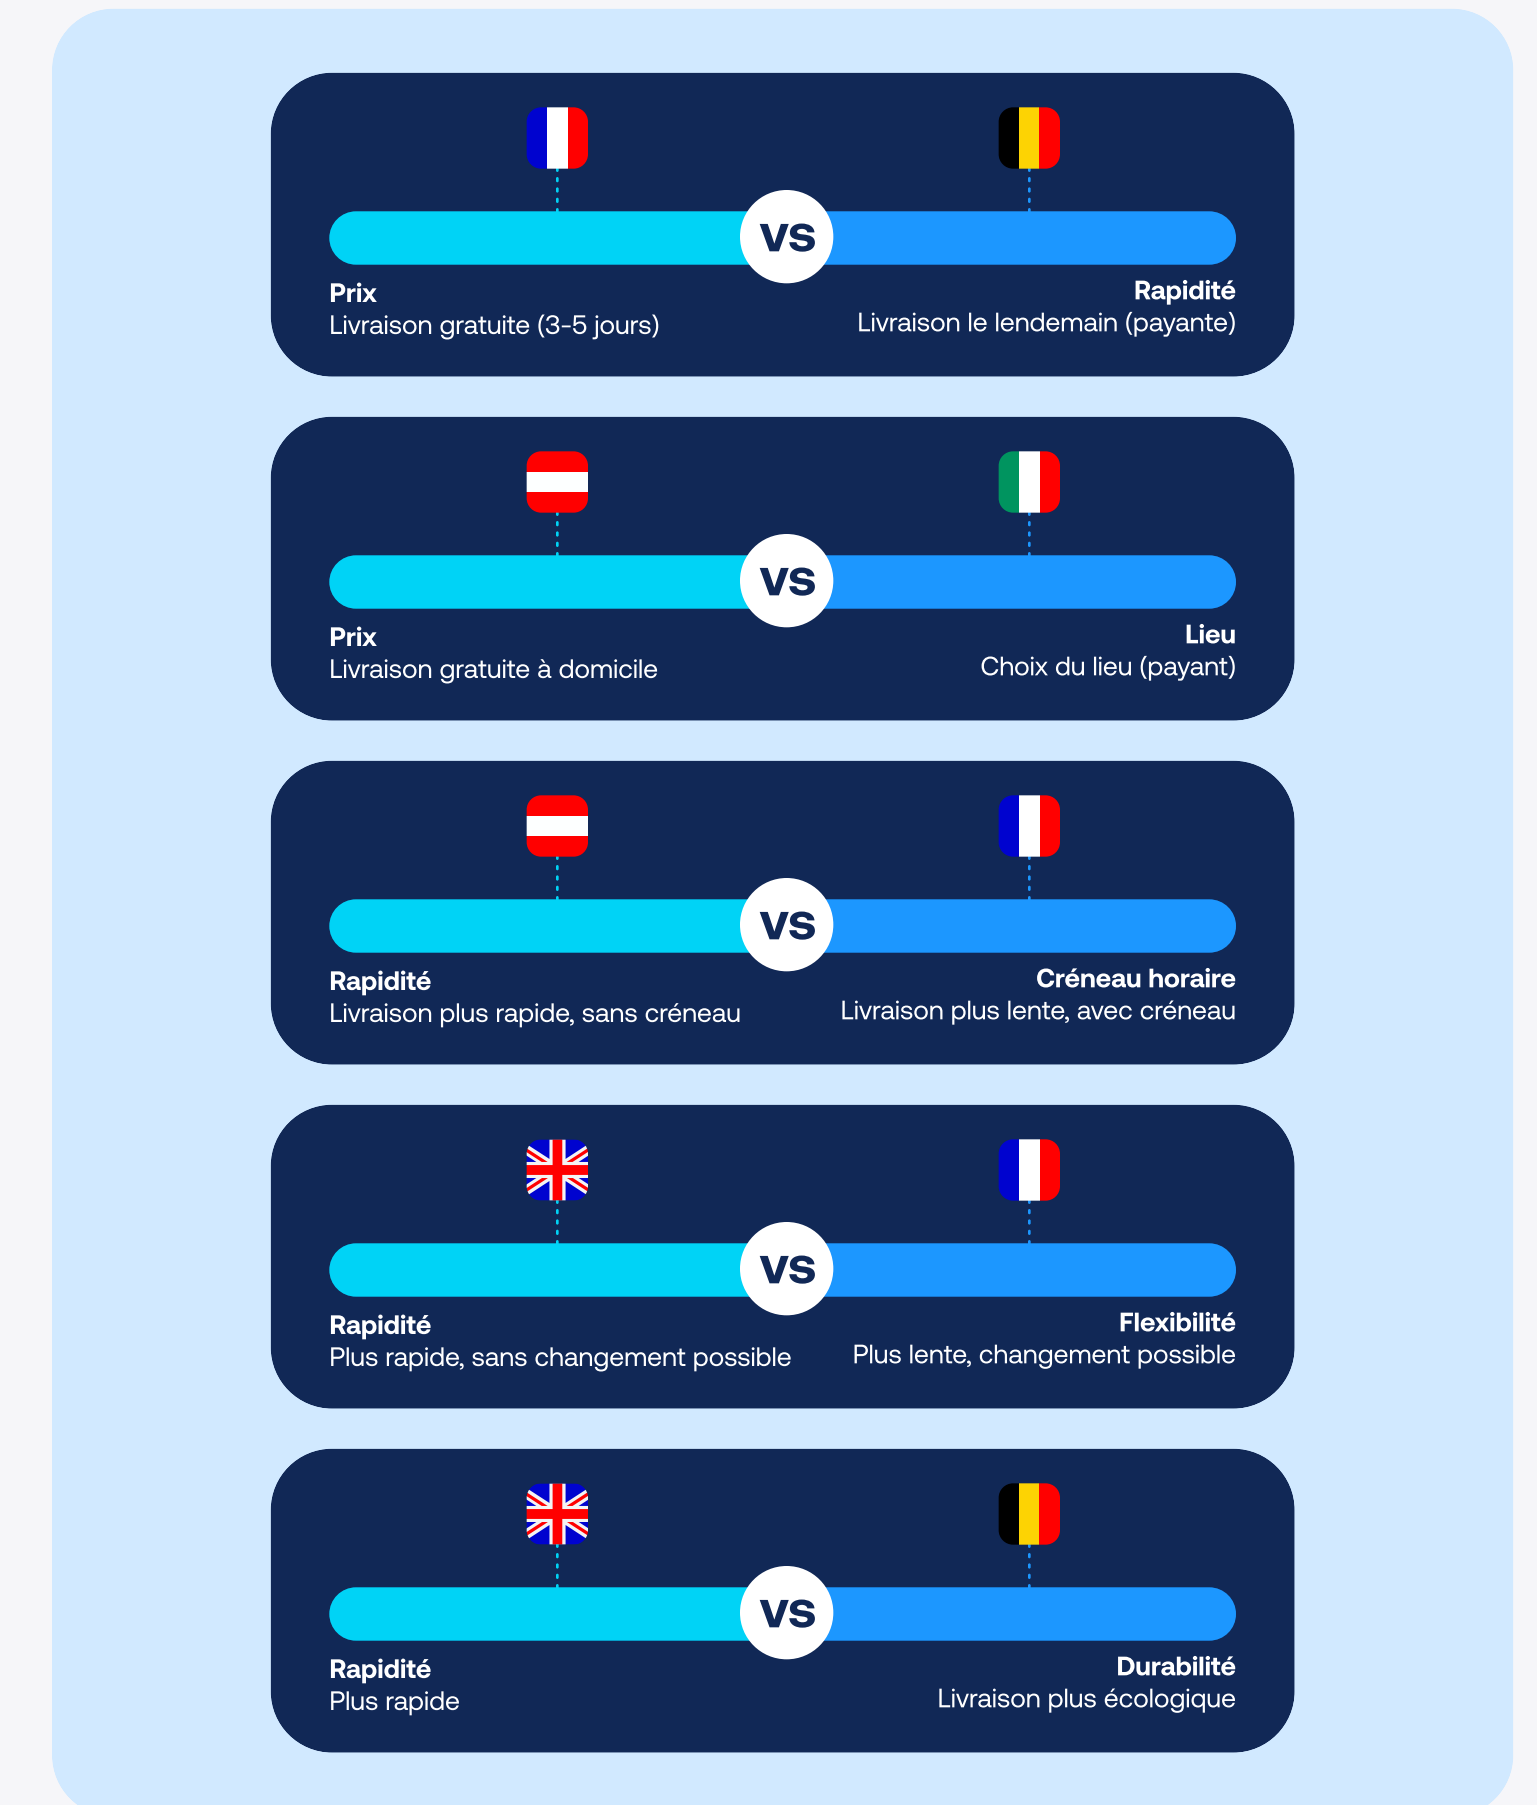 vs
Prix
Livraison gratuite (3-5 jours)
Rapidité
Livraison le lendemain (payante)
vs
Prix
Livraison gratuite à domicile
Lieu
Choix du lieu (payant)
vs
Rapidité
Livraison plus rapide, sans créneau
Créneau horaire
Livraison plus lente, avec créneau
vs
Rapidité
Plus rapide, sans changement possible
Flexibilité
Plus lente, changement possible
vs
Rapidité
Plus rapide
Durabilité
Livraison plus écologique